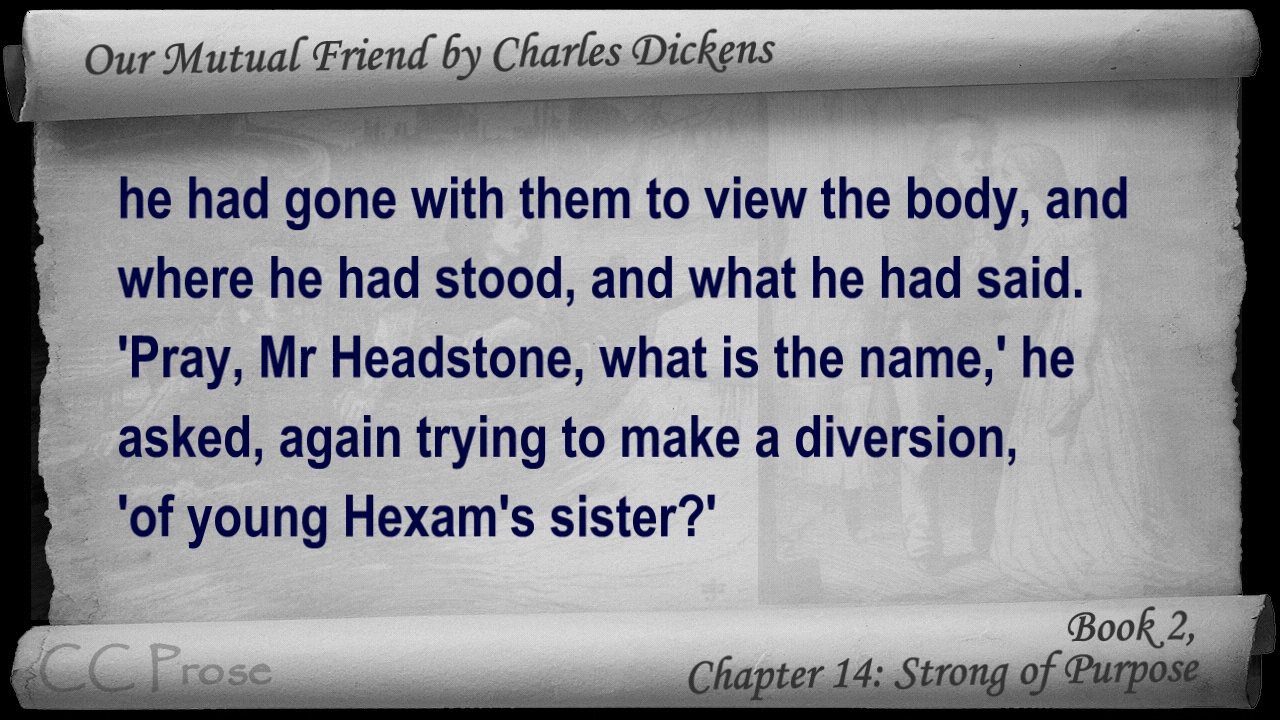 Our Mutual Friend by Charles Dickens
he had gone with them to view the body, and
where he had stood, and what he had said.
'Pray, Mr Headstone, what is the name,' he
asked, again trying to make a diversion,
'of young Hexam's sister?'
Book 2,
Chapter 14: Strong of Purpose
CC Prose